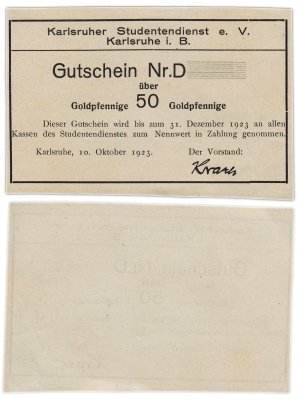 Karlsruher Studentendienst e. V.
Karlsruhe i. B.
Gutschein Nr. D
über
Goldpfennige 50 Goldpfennige
Dieser Gutschein wird bis zum 31. Dezember 1923 an allen
Kassen des Studentendienstes zum Nennwert in Zahlung genommen.
Karlsruhe, 10. Oktober 1923. Der Vorstand: